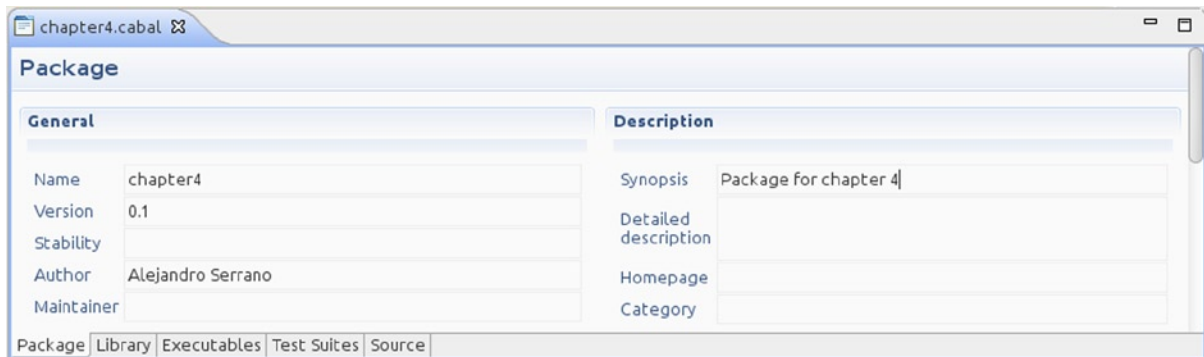 chapter4.cabal
Package
General
Name chapter4
Version 0.1
Stability
Author Alejandro Serrano
Maintainer
Description
Synopsis Package for chapter 4
Detailed
description
Homepage
Category
Package Library Executables Test Suites Source